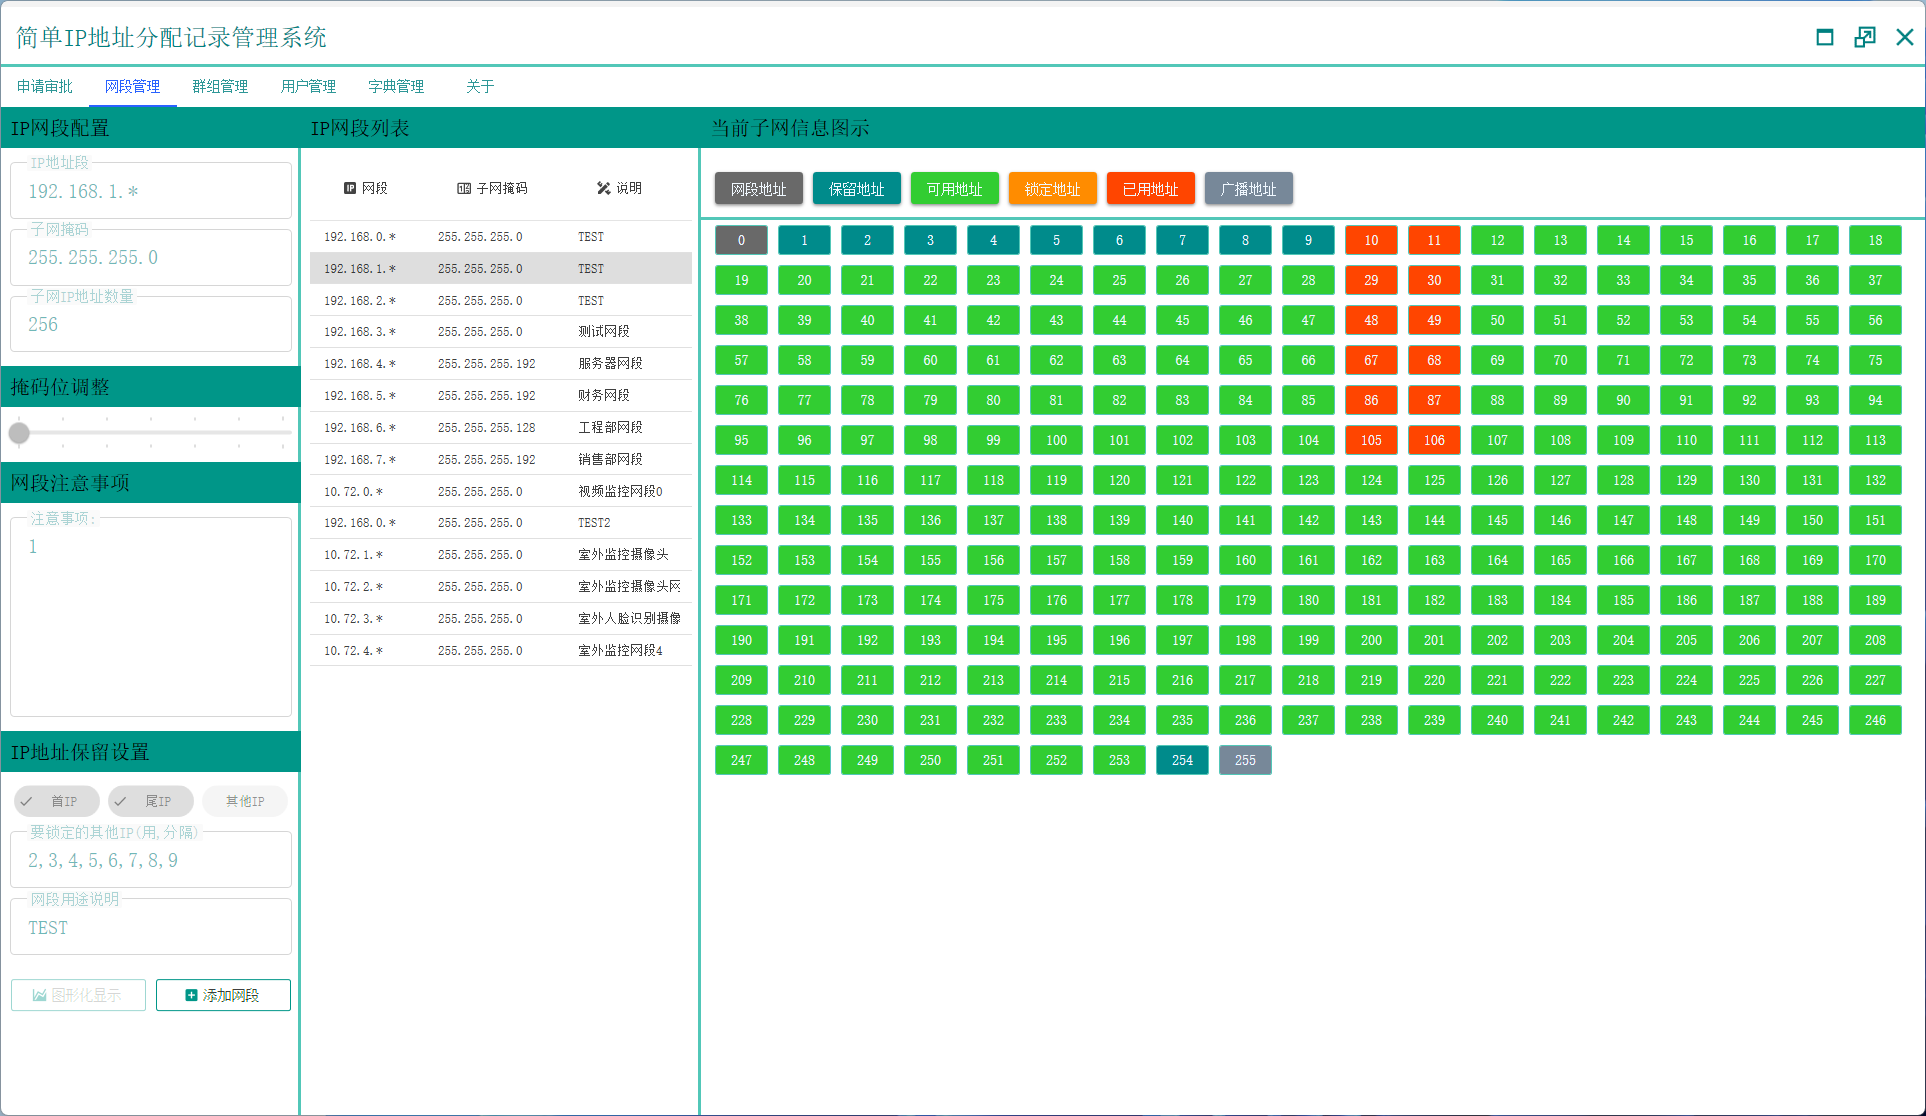 简单IP地址分配记录管理系统
申请审批 网段管理 群组管理 用户管理 字典管理 关于
IP网段配置
IP地址段
192.168.1.*
子网掩码
255.255.255.0
子网IP地址数量
256
掩码位调整
网段注意事项
注意事项:
1
IP地址保留设置
首IP 尾IP 其他IP
要锁定的其他IP(用,分隔)
2,3,4,5,6,7,8,9
网段用途说明
TEST
图形化显示 添加网段
IP网段列表
网段 子网掩码 说明
192.168.0.* 255.255.255.0 TEST
192.168.1.* 255.255.255.0 TEST
192.168.2.* 255.255.255.0 TEST
192.168.3.* 255.255.255.0 测试网段
192.168.4.* 255.255.255.192 服务器网段
192.168.5.* 255.255.255.192 财务网段
192.168.6.* 255.255.255.128 工程部网段
192.168.7.* 255.255.255.192 销售部网段
10.72.0.* 255.255.255.0 视频监控网段0
192.168.0.* 255.255.255.0 TEST2
10.72.1.* 255.255.255.0 室外监控摄像头
10.72.2.* 255.255.255.0 室外监控摄像头网
10.72.3.* 255.255.255.0 室外人脸识别摄像
10.72.4.* 255.255.255.0 室外监控网段4
当前子网信息图示
网段地址 保留地址 可用地址 锁定地址 已用地址 广播地址
0 1 2 3 4 5 6 7 8 9 10 11 12 13 14 15 16 17 18
19 20 21 22 23 24 25 26 27 28 29 30 31 32 33 34 35 36 37
38 39 40 41 42 43 44 45 46 47 48 49 50 51 52 53 54 55 56
57 58 59 60 61 62 63 64 65 66 67 68 69 70 71 72 73 74 75
76 77 78 79 80 81 82 83 84 85 86 87 88 89 90 91 92 93 94
95 96 97 98 99 100 101 102 103 104 105 106 107 108 109 110 111 112 113
114 115 116 117 118 119 120 121 122 123 124 125 126 127 128 129 130 131 132
133 134 135 136 137 138 139 140 141 142 143 144 145 146 147 148 149 150 151
152 153 154 155 156 157 158 159 160 161 162 163 164 165 166 167 168 169 170
171 172 173 174 175 176 177 178 179 180 181 182 183 184 185 186 187 188 189
190 191 192 193 194 195 196 197 198 199 200 201 202 203 204 205 206 207 208
209 210 211 212 213 214 215 216 217 218 219 220 221 222 223 224 225 226 227
228 229 230 231 232 233 234 235 236 237 238 239 240 241 242 243 244 245 246
247 248 249 250 251 252 253 254 255